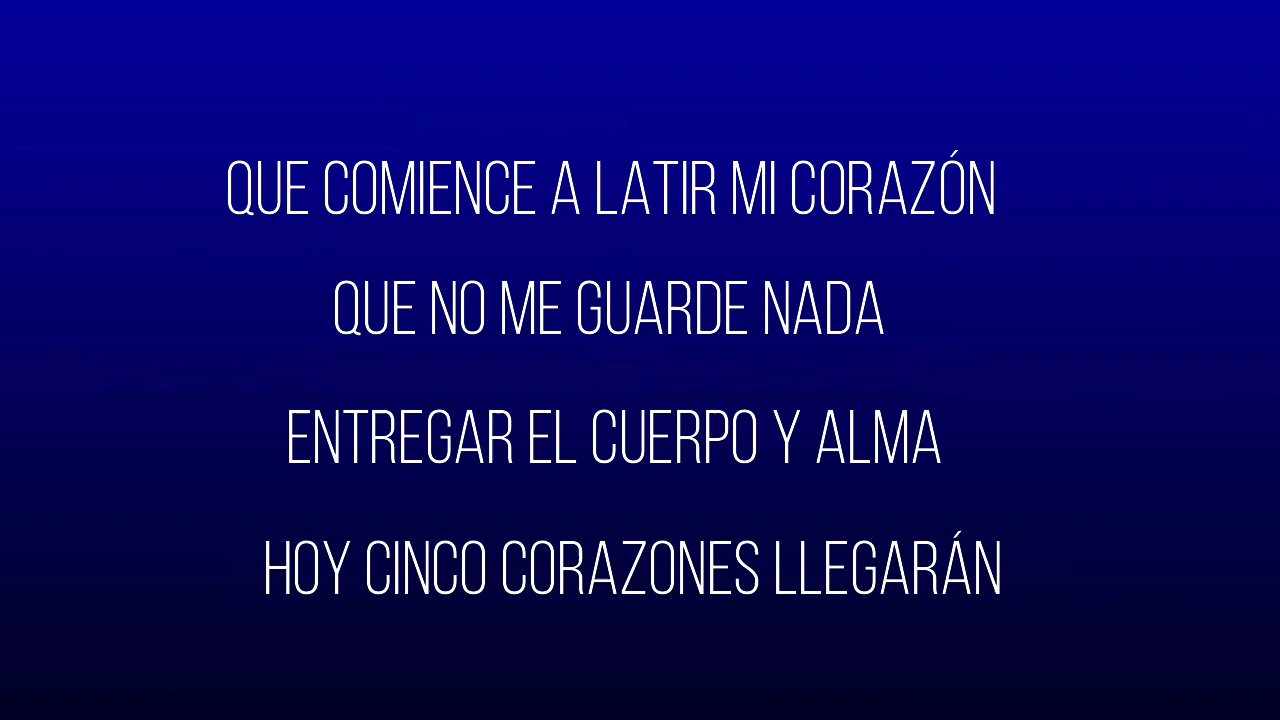 QUE COMIENCE A LATIR MI CORAZÓN
QUE NO ME GUARDE NADA
ENTREGAR EL CUERPO Y ALMA
HOY CINCO CORAZONES LLEGARÁN